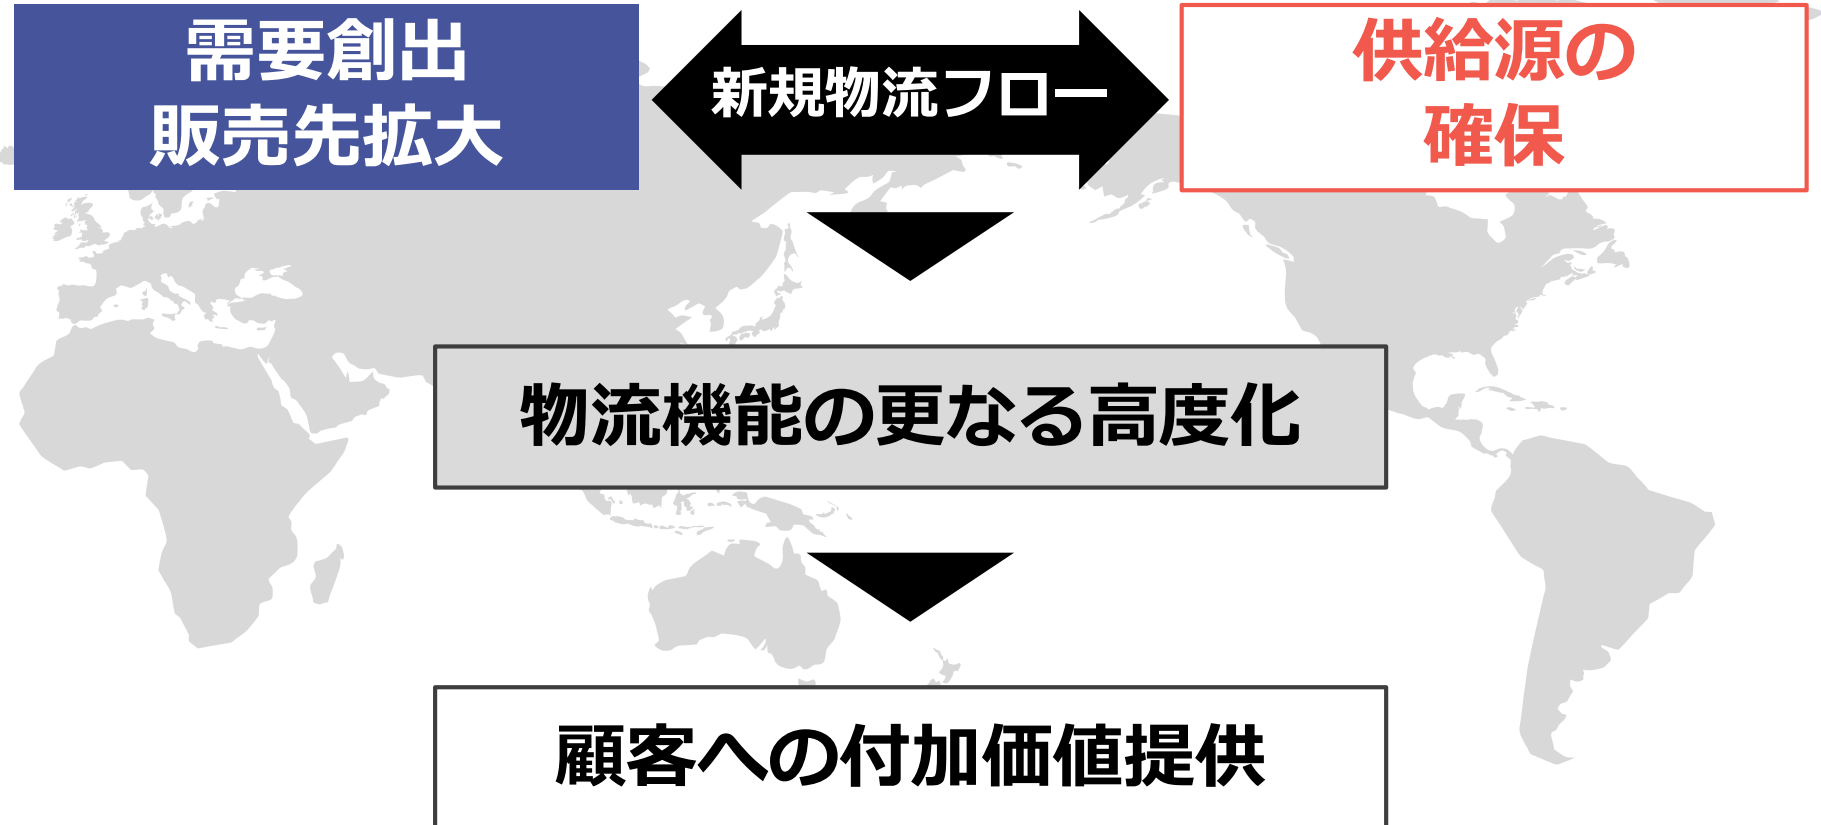 需要創出
販売先拡大
新規物流フロー
供給源の
確保
物流機能の更なる高度化
顧客への付加価値提供